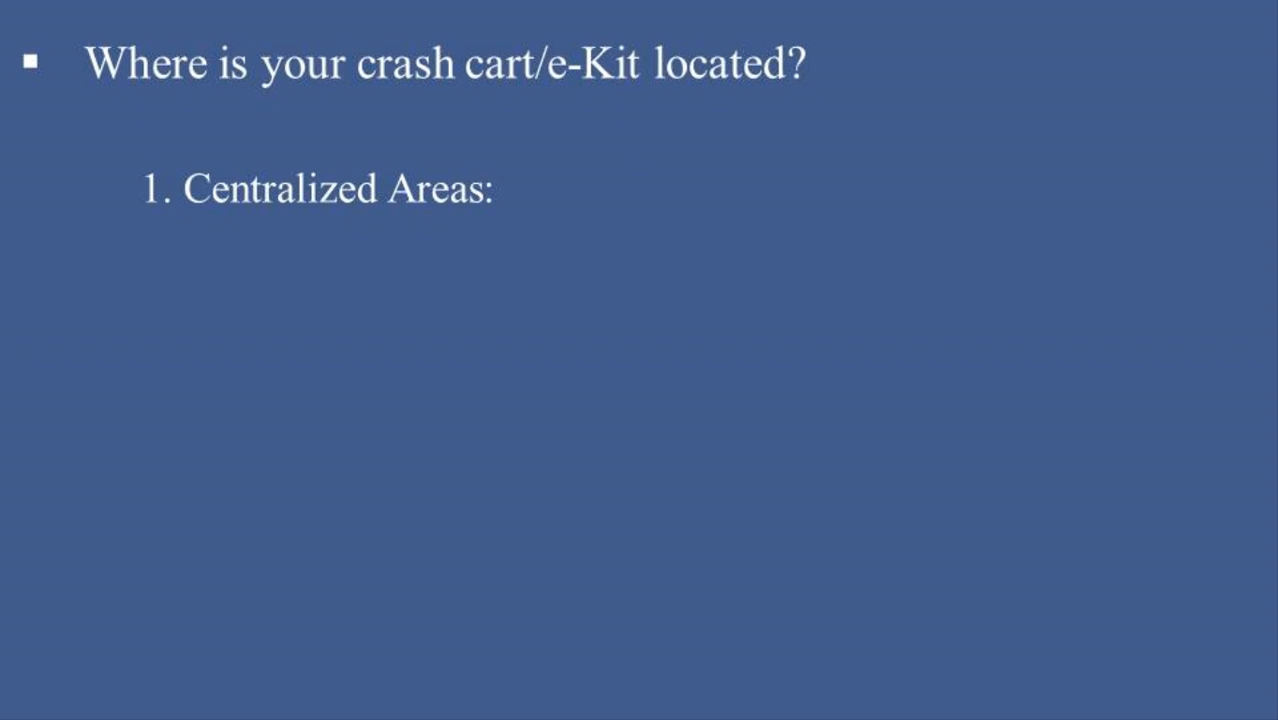 ▪ Where is your crash cart/e-Kit located?
1. Centralized Areas: